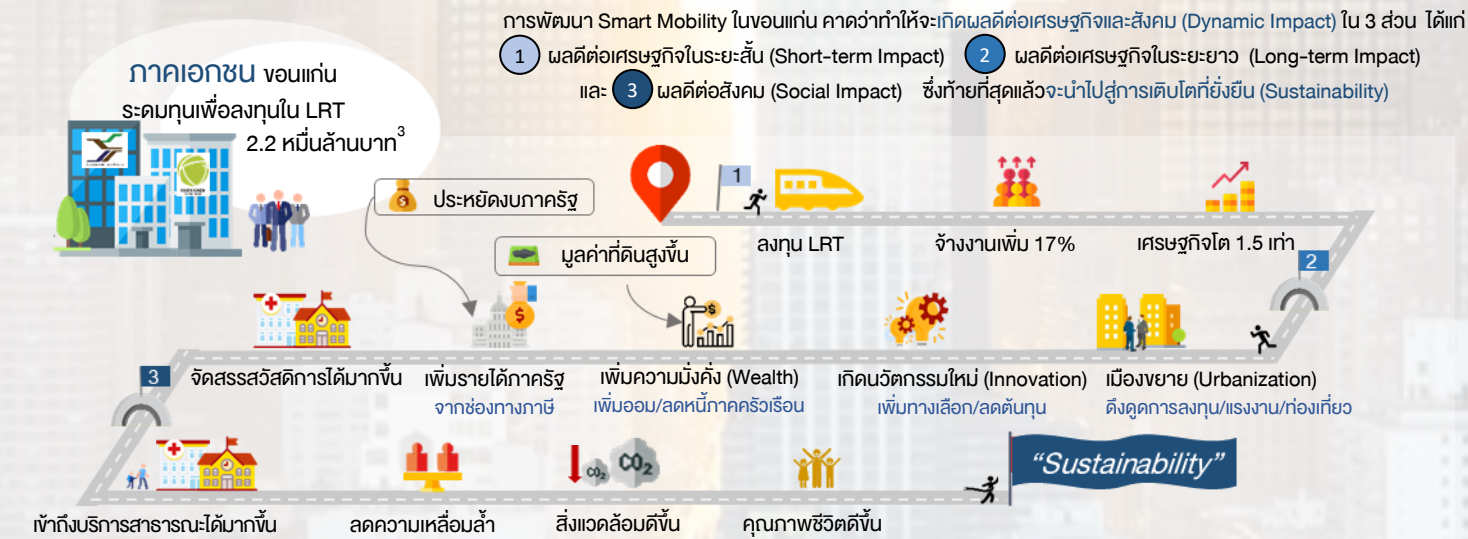 การพัฒนา Smart Mobility ในขอนแก่น คาดว่าทำให้จะเกิดผลดีต่อเศรษฐกิจและสังคม (Dynamic Impact) ใน 3 ส่วน ได้แก่
1 ผลดีต่อเศรษฐกิจในระยะสั้น (Short-term Impact) 2 ผลดีต่อเศรษฐกิจในระยะยาว (Long-term Impact)
และ 3 ผลดีต่อสังคม (Social Impact) ซึ่งท้ายที่สุดแล้วจะนำไปสู่การเติบโตที่ยั่งยืน (Sustainability)
ภาคเอกชน ขอนแก่น
ระดมทุนเพื่อลงทุนใน LRT
2.2 หมื่นล้านบาท³
ประหยัดงบภาครัฐ
มูลค่าที่ดินสูงขึ้น
1
ลงทุน LRT
จ้างงานเพิ่ม 17%
เศรษฐกิจโต 1.5 เท่า
2
จัดสรรสวัสดิการได้มากขึ้น
เพิ่มรายได้ภาครัฐ
จากช่องทางภาษี
เพิ่มความมั่งคั่ง (Wealth)
เพิ่มออม/ลดหนี้ภาคครัวเรือน
เกิดนวัตกรรมใหม่ (Innovation)
เพิ่มทางเลือก/ลดต้นทุน
เมืองขยาย (Urbanization)
ดึงดูดการลงทุน/แรงงาน/ท่องเที่ยว
3
เข้าถึงบริการสาธารณะได้มากขึ้น
ลดความเหลื่อมล้ำ
CO₂ CO₂
สิ่งแวดล้อมดีขึ้น
คุณภาพชีวิตดีขึ้น
“Sustainability”